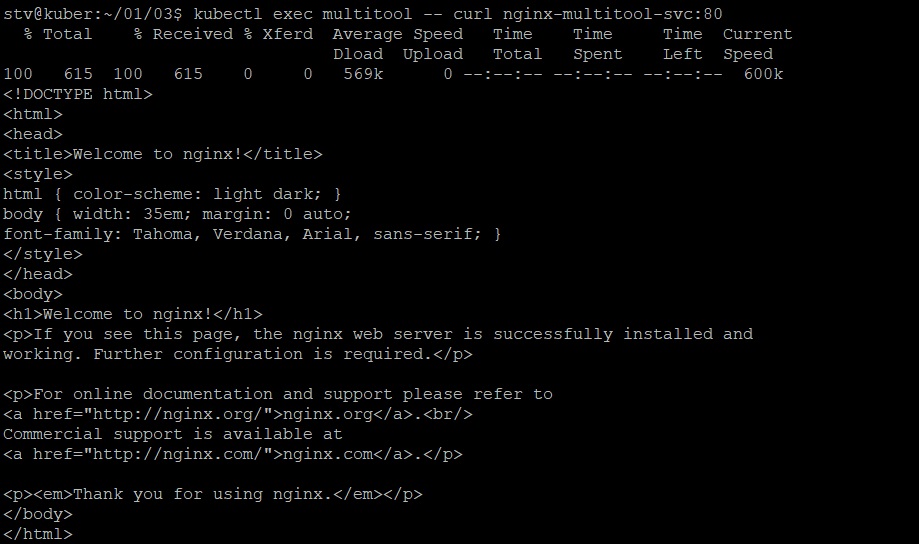 stv@kuber:~/01/03$ kubectl exec multitool -- curl nginx-multitool-svc:80
  % Total    % Received % Xferd  Average Speed   Time    Time     Time  Current
                                 Dload  Upload   Total   Spent    Left  Speed
100   615  100   615    0     0   569k      0 --:--:-- --:--:-- --:--:--  600k
<!DOCTYPE html>
<html>
<head>
<title>Welcome to nginx!</title>
<style>
html { color-scheme: light dark; }
body { width: 35em; margin: 0 auto;
font-family: Tahoma, Verdana, Arial, sans-serif; }
</style>
</head>
<body>
<h1>Welcome to nginx!</h1>
<p>If you see this page, the nginx web server is successfully installed and
working. Further configuration is required.</p>

<p>For online documentation and support please refer to
<a href="http://nginx.org/">nginx.org</a>.<br/>
Commercial support is available at
<a href="http://nginx.com/">nginx.com</a>.</p>

<p><em>Thank you for using nginx.</em></p>
</body>
</html>